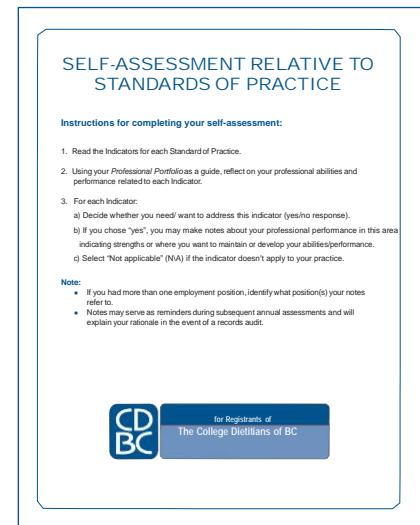 SELF-ASSESSMENT RELATIVE TO
STANDARDS OF PRACTICE
Instructions for completing your self-assessment:
1. Read the Indicators for each Standard of Practice.
2. Using your Professional Portfolio as a guide, reflect on your professional abilities and
performance related to each Indicator.
3. For each Indicator:
a) Decide whether you need/ want to address this indicator (yes/no response).
b) If you chose "yes", you may make notes about your professional performance in this area
indicating strengths or where you want to maintain or develop your abilities/performance.
c) Select "Not applicable" (N\A) if the indicator doesn't apply to your practice.
Note:
• If you had more than one employment position, identify what position(s) your notes
refer to.
• Notes may serve as reminders during subsequent annual assessments and will
explain your rationale in the event of a records audit.
CD
BC
for Registrants of
The College Dietitians of BC